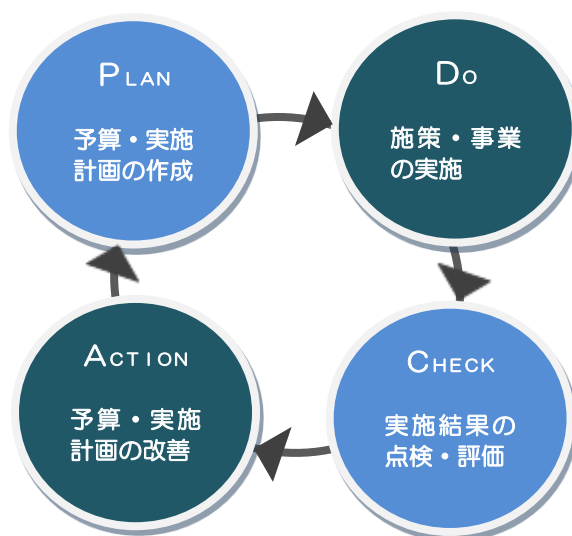 PLAN
予算・実施
計画の作成
DO
施策・事業
の実施
ACTION
予算・実施
計画の改善
CHECK
実施結果の
点検・評価